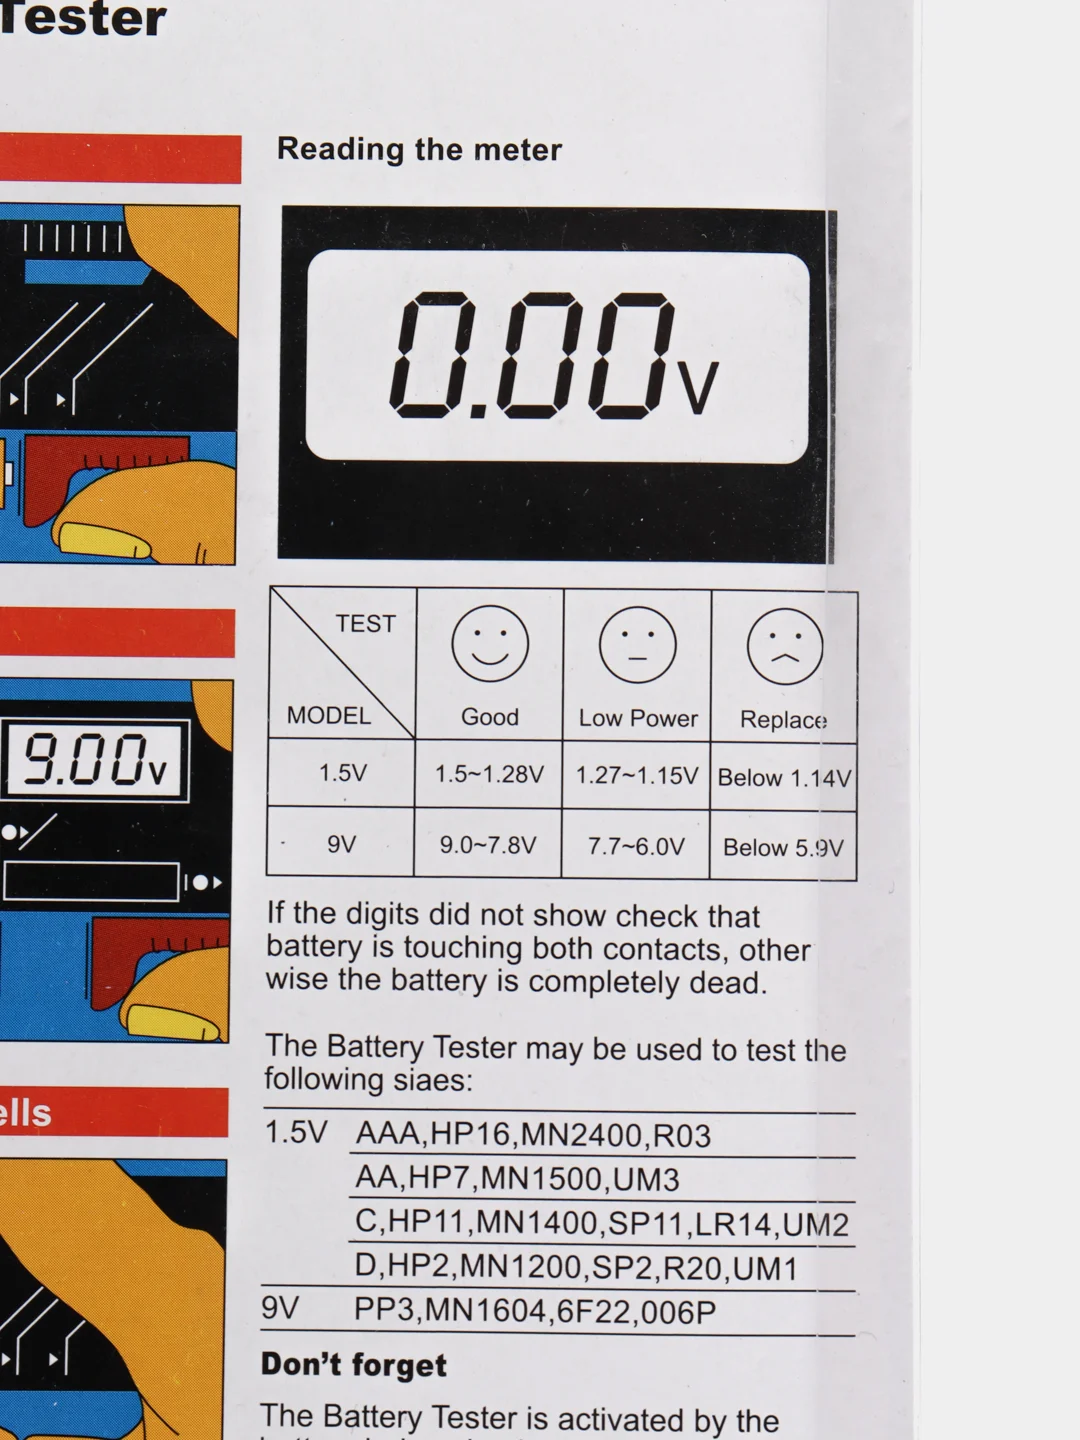 Tester
Reading the meter
0.00V
TEST
MODEL
Good
Low Power
Replace
1.5V
1.5~1.28V
1.27~1.15V
Below 1.14V
9V
9.0~7.8V
7.7~6.0V
Below 5.9V
9.00V
ells
If the digits did not show check that
battery is touching both contacts, other
wise the battery is completely dead.
The Battery Tester may be used to test the
following siaes:
1.5V AAA,HP16,MN2400,R03
AA,HP7,MN1500,UM3
C,HP11,MN1400,SP11,LR14,UM2
D,HP2,MN1200,SP2,R20,UM1
9V PP3,MN1604,6F22,006P
Don't forget
The Battery Tester is activated by the